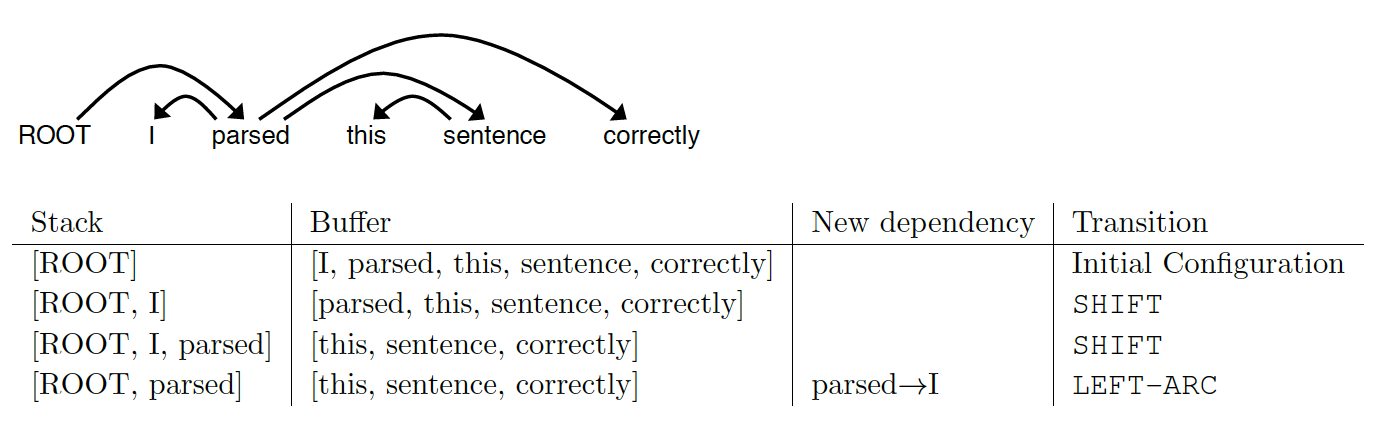 ROOT I parsed this sentence correctly
Stack Buffer New dependency Transition
[ROOT] [I, parsed, this, sentence, correctly] Initial Configuration
[ROOT, I] [parsed, this, sentence, correctly] SHIFT
[ROOT, I, parsed] [this, sentence, correctly] SHIFT
[ROOT, parsed] [this, sentence, correctly] parsed→I LEFT-ARC